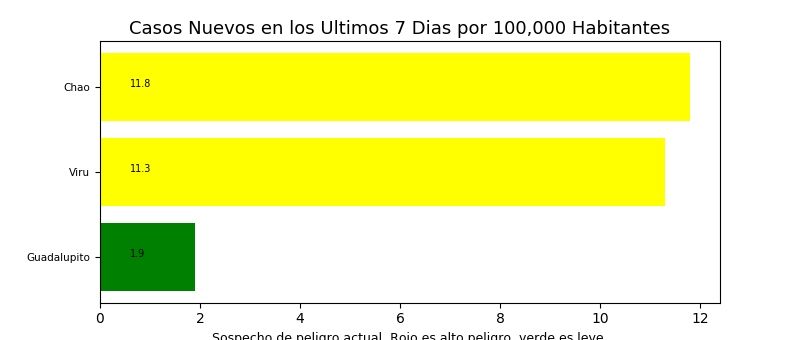 Casos Nuevos en los Ultimos 7 Dias por 100,000 Habitantes
Chao
11.8
Viru
11.3
Guadalupito
1.9
0 2 4 6 8 10 12
Sospecho de peligro actual. Rojo es alto peligro, verde es leve